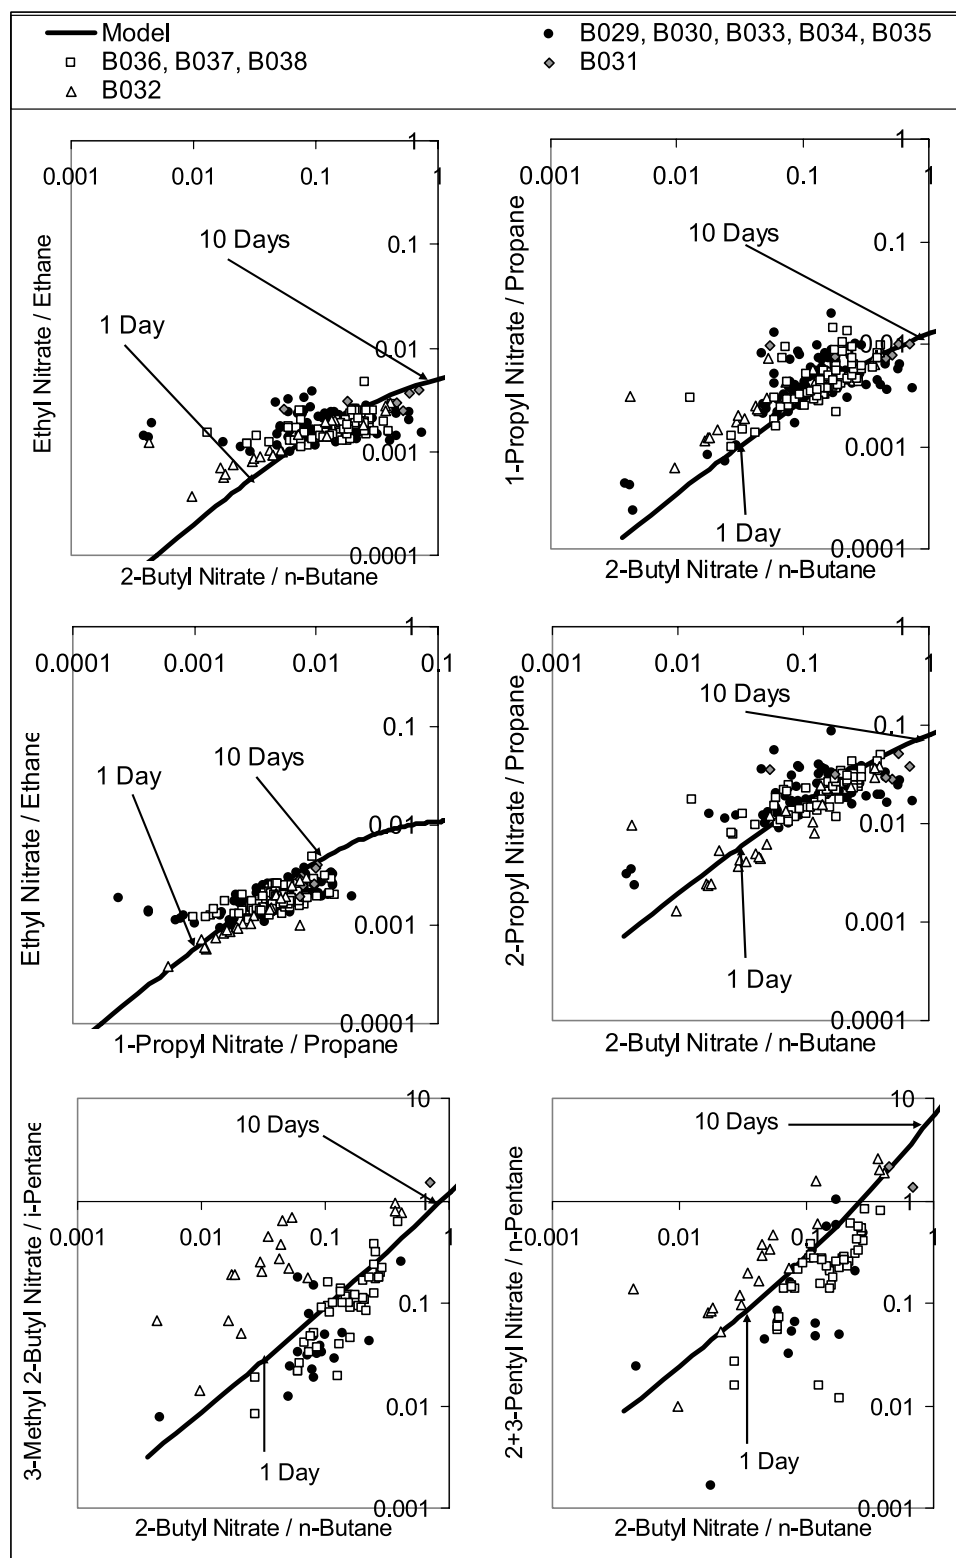 Model
B029, B030, B033, B034, B035
B036, B037, B038
B031
B032
1
0.001 0.01 0.1 1
0.1
0.01
0.001
0.0001
10 Days
1 Day
Ethyl Nitrate / Ethane
2-Butyl Nitrate / n-Butane
1
0.001 0.01 0.1 1
0.1
0.01
0.001
0.0001
10 Days
1 Day
1-Propyl Nitrate / Propane
2-Butyl Nitrate / n-Butane
1
0.0001 0.001 0.01 0.1
0.1
0.01
0.001
0.0001
10 Days
1 Day
Ethyl Nitrate / Ethane
1-Propyl Nitrate / Propane
1
0.001 0.01 0.1 1
0.1
0.01
0.001
0.0001
10 Days
1 Day
2-Propyl Nitrate / Propane
2-Butyl Nitrate / n-Butane
10
1
0.001 0.01 0.1 1
0.1
0.01
0.001
10 Days
1 Day
3-Methyl 2-Butyl Nitrate / i-Pentane
2-Butyl Nitrate / n-Butane
10
1
0.001 0.01 0.1 1
0.1
0.01
0.001
10 Days
1 Day
2+3-Pentyl Nitrate / n-Pentane
2-Butyl Nitrate / n-Butane